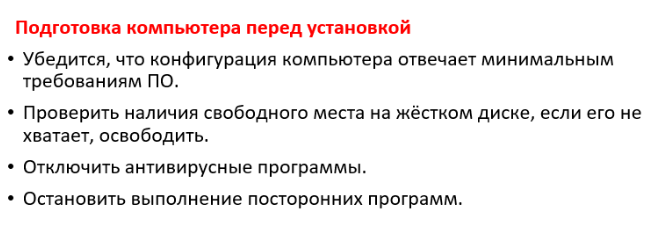 Подготовка компьютера перед установкой
• Убедится, что конфигурация компьютера отвечает минимальным
требованиям ПО.
• Проверить наличия свободного места на жёстком диске, если его не
хватает, освободить.
• Отключить антивирусные программы.
• Остановить выполнение посторонних программ.